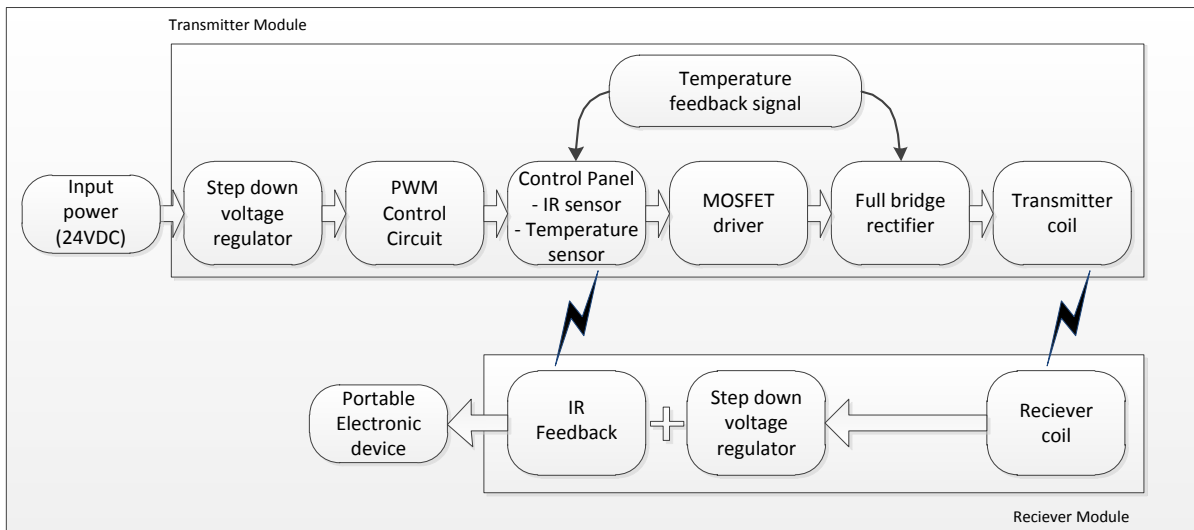 Transmitter Module
Temperature
feedback signal
Input
power
(24VDC)
Step down
voltage
regulator
PWM
Control
Circuit
Control Panel
- IR sensor
- Temperature
sensor
MOSFET
driver
Full bridge
rectifier
Transmitter
coil
Portable
Electronic
device
IR
Feedback
Step down
voltage
regulator
Reciever
coil
Reciever Module